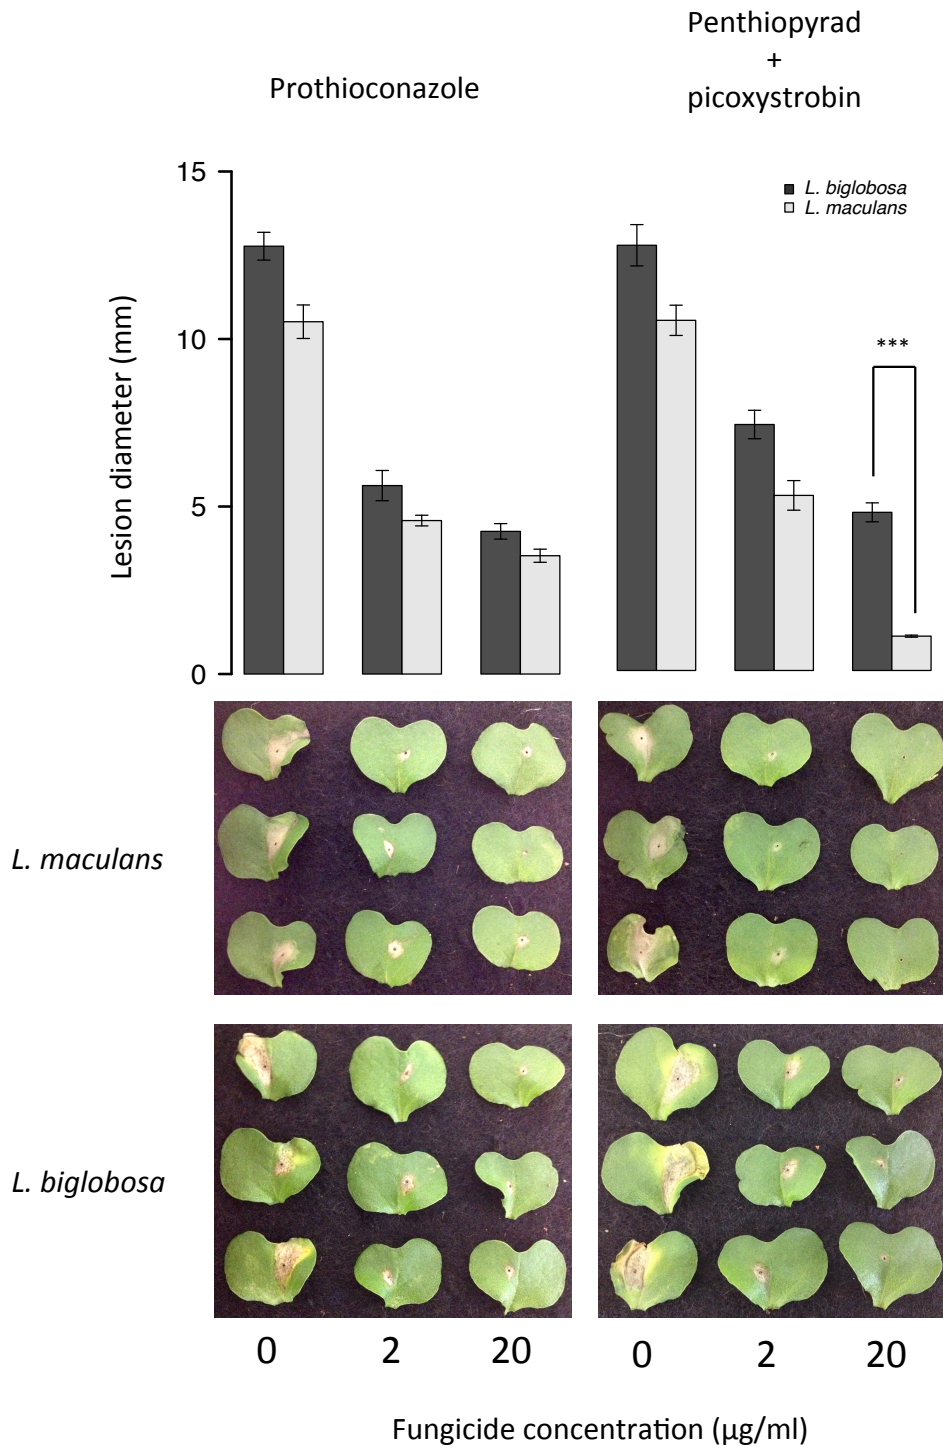 Prothioconazole
Penthiopyrad
+
picoxystrobin
15
10
5
0
Lesion diameter (mm)
L. biglobosa
L. maculans
***
L. maculans
L. biglobosa
0 2 20 0 2 20
Fungicide concentration (µg/ml)